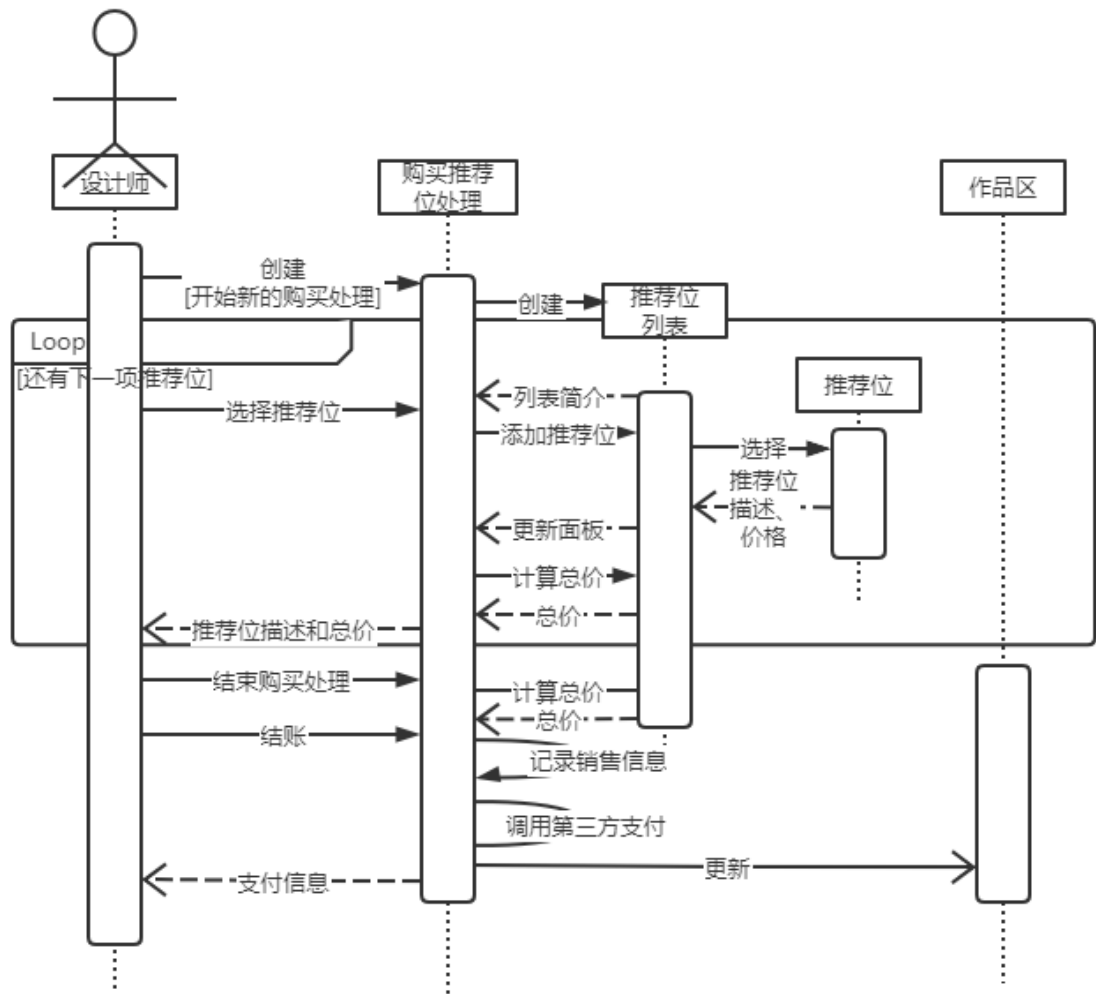 设计师
购买推荐
位处理
作品区
创建
[开始新的购买处理]
创建
推荐位
列表
Loop
[还有下一项推荐位]
推荐位
列表简介
选择推荐位
添加推荐位
选择
推荐位
描述、
价格
更新面板
计算总价
总价
推荐位描述和总价
结束购买处理
计算总价
总价
结账
记录销售信息
调用第三方支付
更新
支付信息